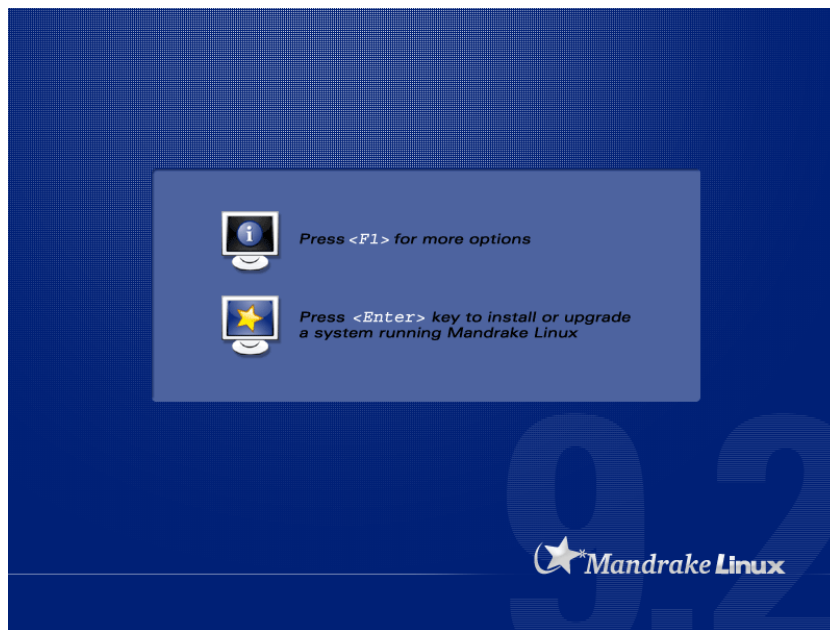 i
Press <F1> for more options
Press <Enter> key to install or upgrade
a system running Mandrake Linux
9.2
Mandrake Linux